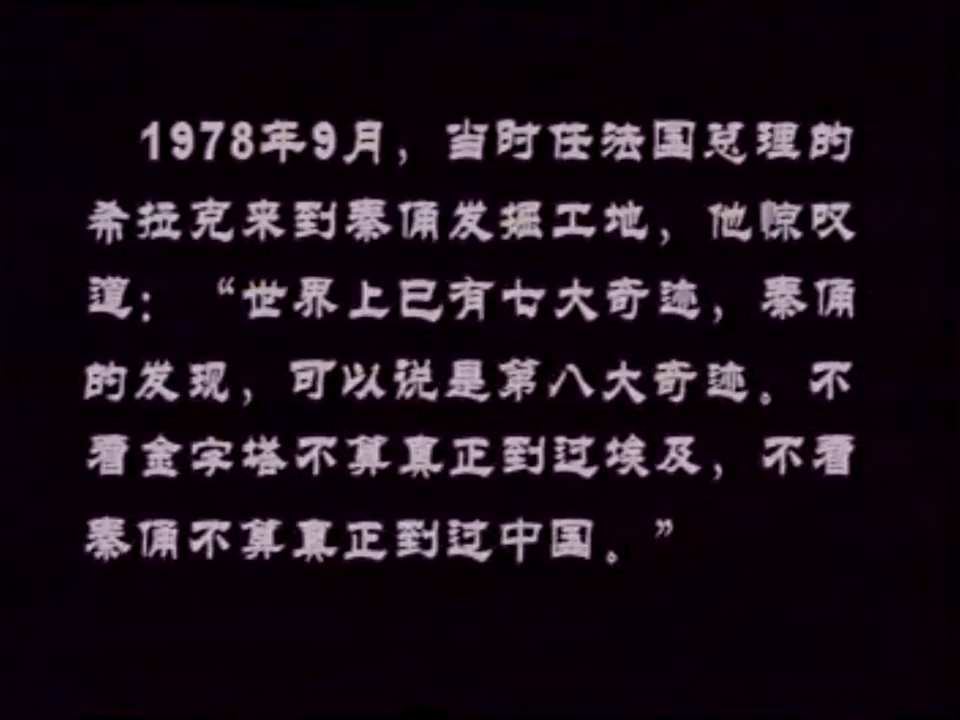 1978年9月，当时任法国总理的
希拉克来到秦俑发掘工地，他惊叹
道：“世界上已有七大奇迹，秦俑
的发现，可以说是第八大奇迹。不
看金字塔不算真正到过埃及，不看
秦俑不算真正到过中国。”